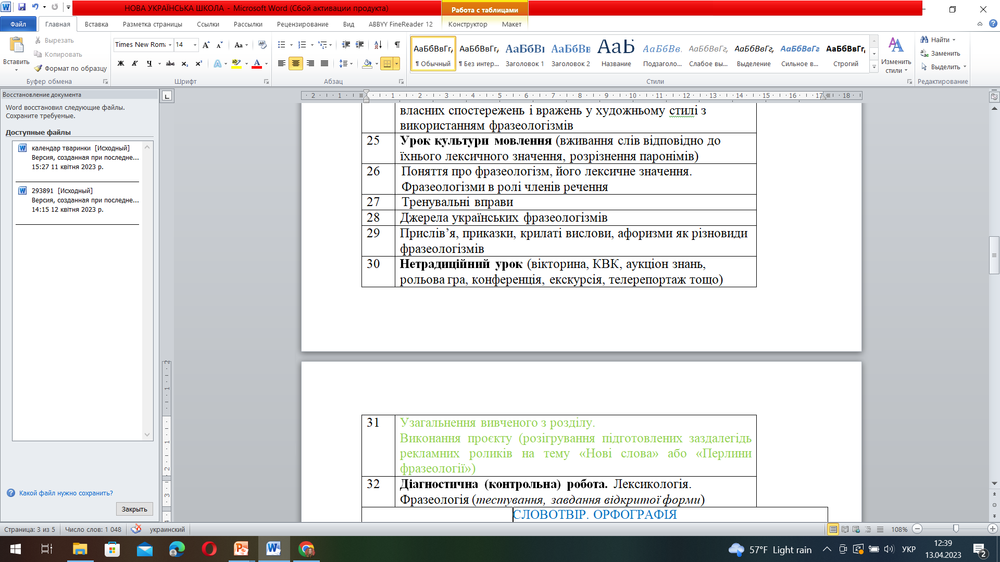 НОВА УКРАЇНСЬКА ШКОЛА - Microsoft Word (Сбой активации продукта)
Работа с таблицами
Файл Главная Вставка Разметка страницы Ссылки Рассылки Рецензирование Вид ABBYY FineReader 12 Конструктор Макет
Вставить
Вырезать
Копировать
Формат по образцу
Буфер обмена
Times New Roma 14
Ж К Ч abc x₂ x²
Шрифт
Абзац
АаБбВвГг, АаБбВвГг, АаБбВі АаБбВв АаБ АаБбВв. АаБбВвГг, АаБбВвГг, АаБбВвГг АаБбВвГг,
¶ Обычный ¶ Без интер... Заголовок 1 Заголовок 2 Название Подзаголо... Слабое вы... Выделение Сильное в... Строгий
Стили
Изменить стили
Найти
Заменить
Выделить
Редактирование
Восстановление документа
Word восстановил следующие файлы.
Сохраните требуемые.
Доступные файлы
календар тваринки [Исходный]
Версия, созданная при последне...
15:27 11 квітня 2023 р.
293891 [Исходный]
Версия, созданная при последне...
14:15 12 квітня 2023 р.
Какой файл нужно сохранить?
Закрыть
2 1 1 2 3 4 5 6 7 8 9 10 11 12 13 14 15 16 17 18
власних спостережень і вражень у художньому стилі з
використанням фразеологізмів
25 Урок культури мовлення (вживання слів відповідно до
їхнього лексичного значення, розрізнення паронімів)
26 Поняття про фразеологізм, його лексичне значення.
Фразеологізми в ролі членів речення
27 Тренувальні вправи
28 Джерела українських фразеологізмів
29 Прислів’я, приказки, крилаті вислови, афоризми як різновиди
фразеологізмів
30 Нетрадиційний урок (вікторина, КВК, аукціон знань,
рольова гра, конференція, екскурсія, телерепортаж тощо)
31 Узагальнення вивченого з розділу.
Виконання проєкту (розігрування підготовлених заздалегідь
рекламних роликів на тему «Нові слова» або «Перлини
фразеології»)
32 Діагностична (контрольна) робота. Лексикологія.
Фразеологія (тестування, завдання відкритої форми)
СЛОВОТВІР. ОРФОГРАФІЯ
Страница: 3 из 5 Число слов: 1 048 украинский 108%
57°F Light rain УКР 12:39
13.04.2023 2